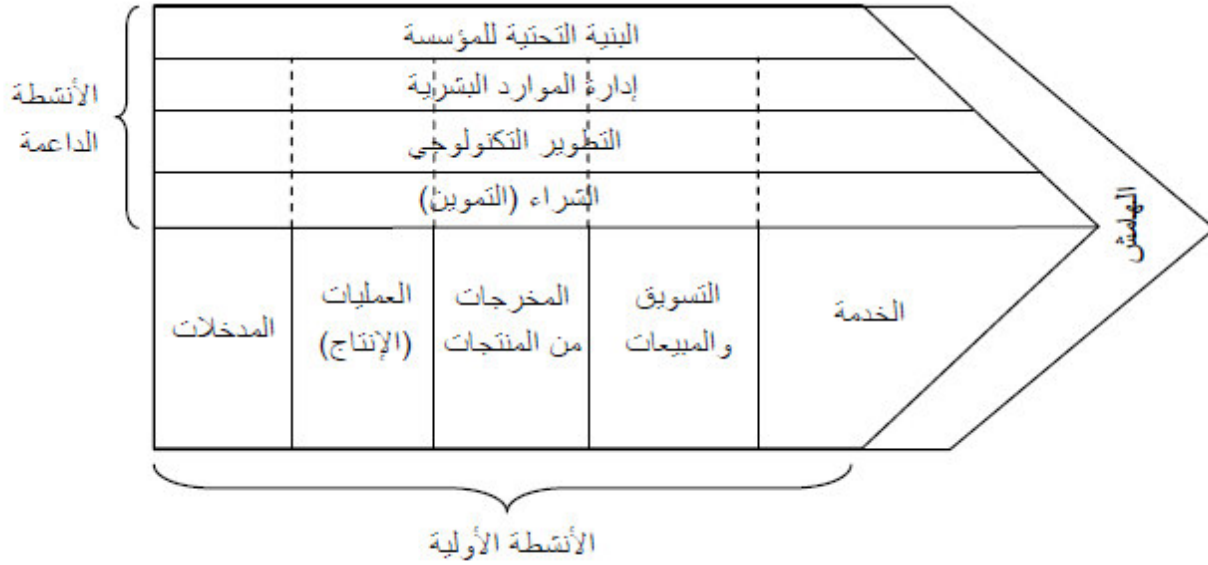 البنية التحتية للمؤسسة
إدارة الموارد البشرية
التطوير التكنولوجي
الشراء (التموين)
الأنشطة
الداعمة
الهامش
المدخلات
العمليات
(الإنتاج)
المخرجات
من المنتجات
التسويق
والمبيعات
الخدمة
الأنشطة الأولية